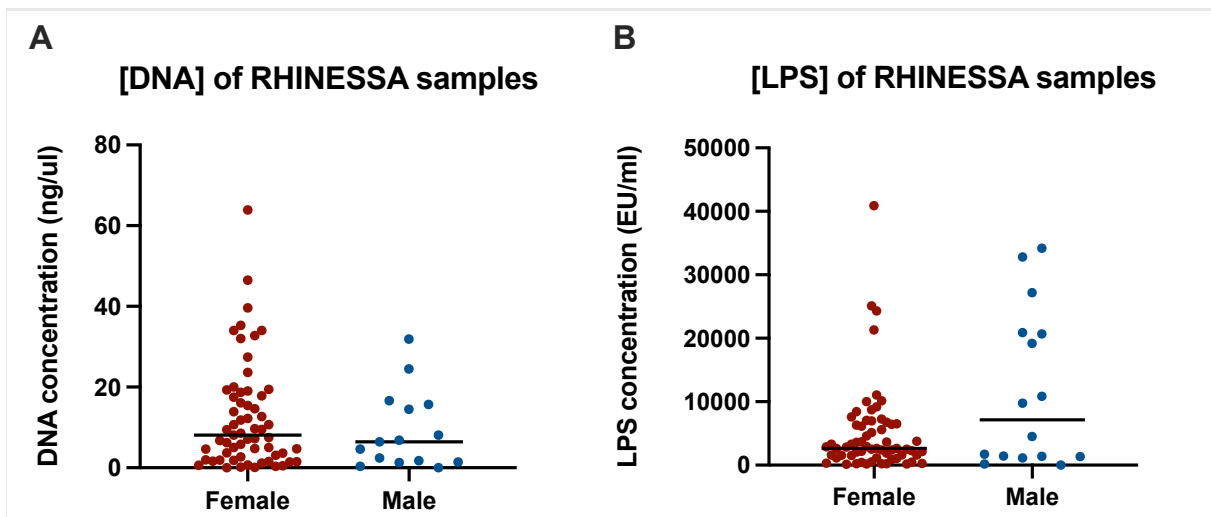 A
[DNA] of RHINESSA samples
DNA concentration (ng/ul)
80
60
40
20
0
Female
Male
B
[LPS] of RHINESSA samples
LPS concentration (EU/ml)
50000
40000
30000
20000
10000
0
Female
Male